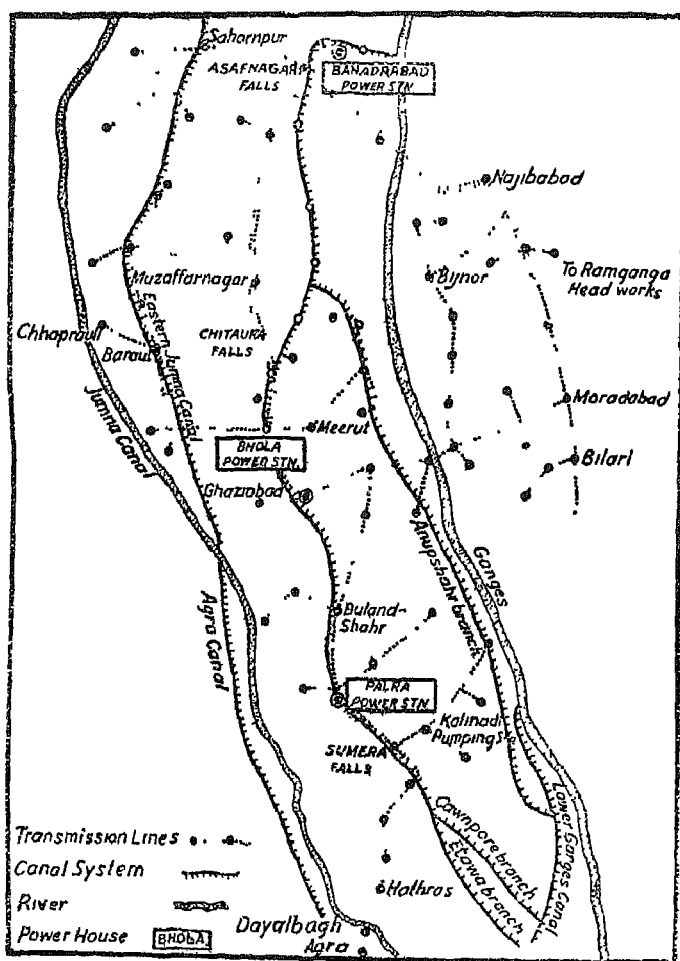 Saharnpur
ASAFNAGAR
FALLS
BAHADRABAD
POWER STN
Najibabad
Bijnor
To Ramganga
Head works
Muzaffarnagar
Chhaprauli
Baraut
Eastern Jumna Canal
CHITAURA
FALLS
Jumna Canal
Moradabad
Meerut
BHOLA
POWER STN.
Bilari
Ghaziabad
Anupshahr branch
Ganges
Agra Canal
Buland-
Shahr
PALRA
POWER STN.
Kalinadi
Pumping Stn
SUMERA
FALLS
Cawnpore branch
Etawa branch
Lower Ganges Canal
Transmission Lines
Canal System
River
Power House BHOLA
Hathras
Dayalbagh
Agra